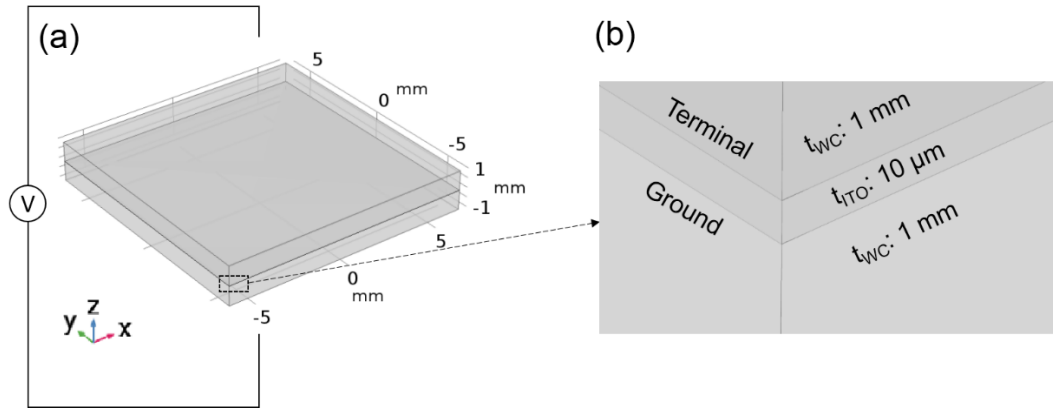 (a)
5
mm
0
-5
1
mm
-1
5
0
mm
-5
V
z
y
x
(b)
Terminal
t_WC: 1 mm
Ground
t_ITO: 10 μm
t_WC: 1 mm